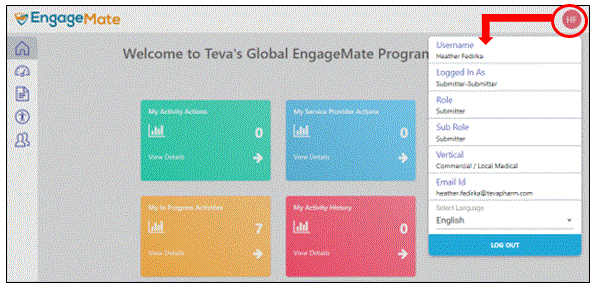 EngageMate
HF
Welcome to Teva's Global EngageMate Progra
My Activity Actions
0
View Details
My Service Provider Actions
0
View Details
My In Progress Activities
7
View Details
My Activity History
0
View Details
Username
Heather Fedirka
Logged In As
Submitter-Submitter
Role
Submitter
Sub Role
Submitter
Vertical
Commercial / Local Medical
Email Id
heather.fedirka@tevapharm.com
Select Language
English
LOG OUT